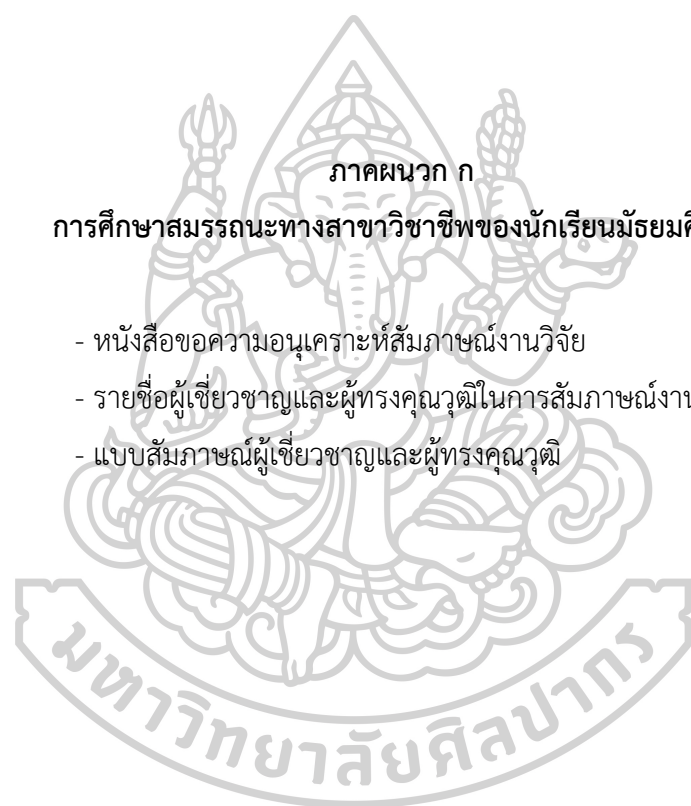 ภาคผนวก ก
การศึกษาสมรรถนะทางสาขาวิชาชีพของนักเรียนมัธยม
- หนังสือขอความอนุเคราะห์สัมภาษณ์งานวิจัย
- รายชื่อผู้เชี่ยวชาญและผู้ทรงคุณวุฒิในการสัมภาษณ์งาน
- แบบสัมภาษณ์ผู้เชี่ยวชาญและผู้ทรงคุณวุฒิ
มหาวิทยาลัยศิลปากร